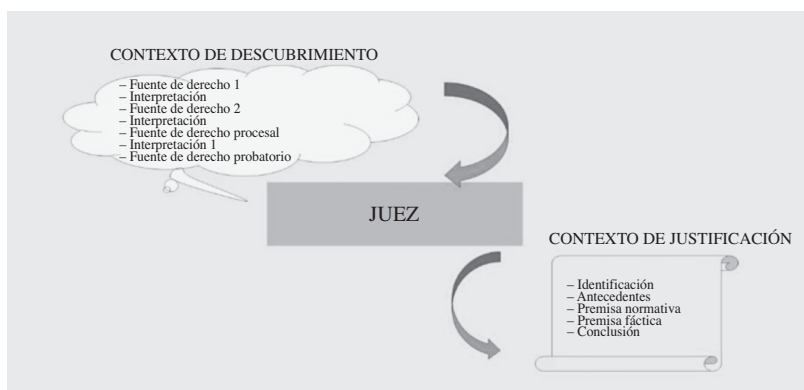 CONTEXTO DE DESCUBRIMIENTO
– Fuente de derecho 1
– Interpretación
– Fuente de derecho 2
– Interpretación
– Fuente de derecho procesal
– Interpretación 1
– Fuente de derecho probatorio
JUEZ
CONTEXTO DE JUSTIFICACIÓN
– Identificación
– Antecedentes
– Premisa normativa
– Premisa fáctica
– Conclusión